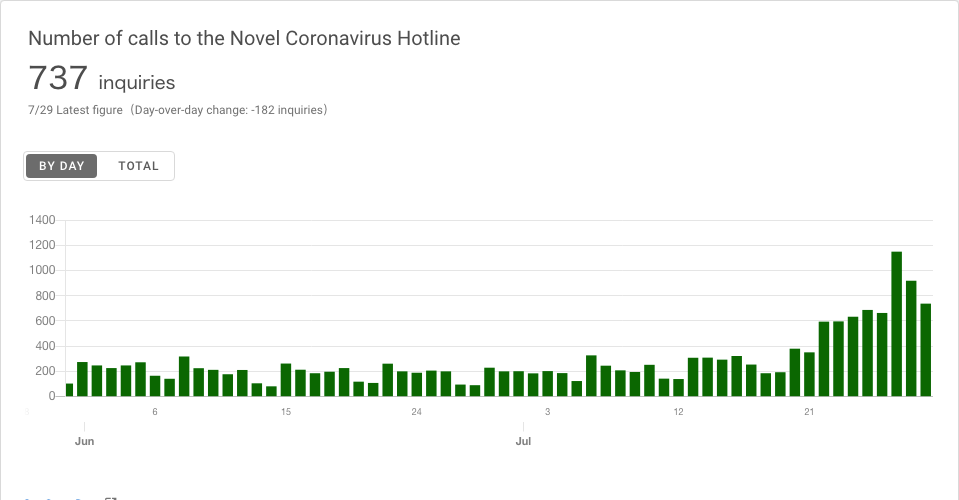 Number of calls to the Novel Coronavirus Hotline
737 inquiries
7/29 Latest figure（Day-over-day change: -182 inquiries）
BY DAY TOTAL
1400
1200
1000
800
600
400
200
0
6 15 24 3 12 21
Jun Jul